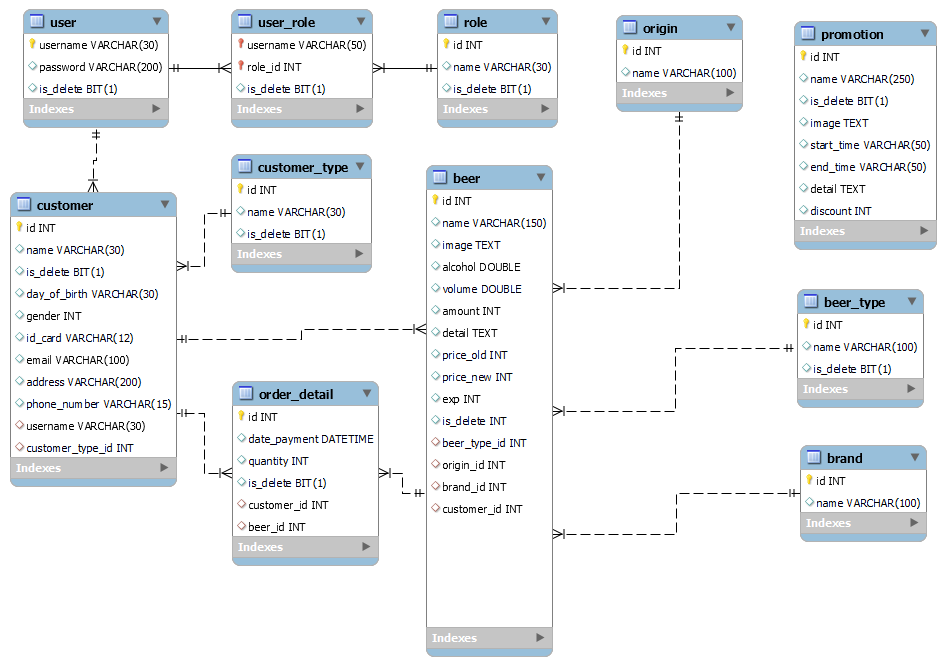 user
username VARCHAR(30)
password VARCHAR(200)
is_delete BIT(1)
Indexes
user_role
username VARCHAR(50)
role_id INT
is_delete BIT(1)
Indexes
role
id INT
name VARCHAR(30)
is_delete BIT(1)
Indexes
origin
id INT
name VARCHAR(100)
Indexes
promotion
id INT
name VARCHAR(250)
is_delete BIT(1)
image TEXT
start_time VARCHAR(50)
end_time VARCHAR(50)
detail TEXT
discount INT
Indexes
customer
id INT
name VARCHAR(30)
is_delete BIT(1)
day_of_birth VARCHAR(30)
gender INT
id_card VARCHAR(12)
email VARCHAR(100)
address VARCHAR(200)
phone_number VARCHAR(15)
username VARCHAR(30)
customer_type_id INT
Indexes
customer_type
id INT
name VARCHAR(30)
is_delete BIT(1)
Indexes
beer
id INT
name VARCHAR(150)
image TEXT
alcohol DOUBLE
volume DOUBLE
amount INT
detail TEXT
price_old INT
price_new INT
exp INT
is_delete INT
beer_type_id INT
origin_id INT
brand_id INT
customer_id INT
Indexes
beer_type
id INT
name VARCHAR(100)
is_delete BIT(1)
Indexes
order_detail
id INT
date_payment DATETIME
quantity INT
is_delete BIT(1)
customer_id INT
beer_id INT
Indexes
brand
id INT
name VARCHAR(100)
Indexes